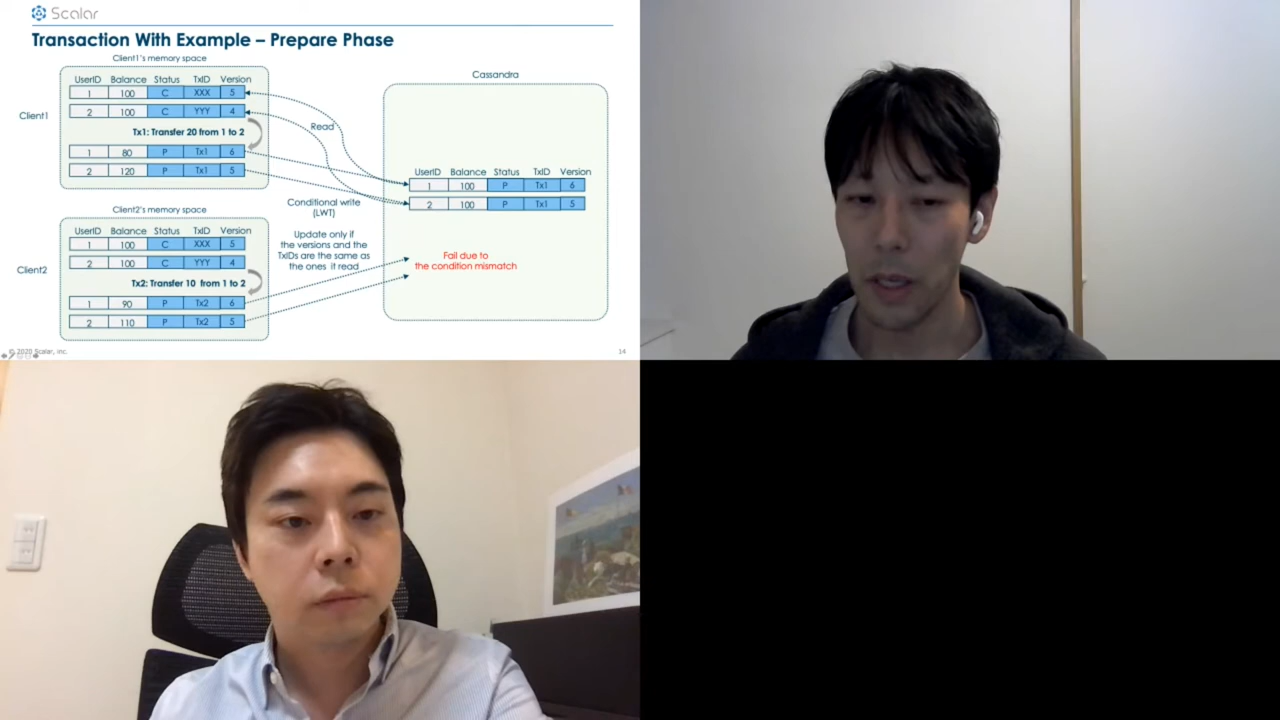 Scalar
Transaction With Example – Prepare Phase
Client1's memory space
UserID Balance Status TxID Version
1 100 C XXX 5
2 100 C YYY 4
Client1
Tx1: Transfer 20 from 1 to 2
1 80 P Tx1 6
2 120 P Tx1 5
Client2's memory space
UserID Balance Status TxID Version
1 100 C XXX 5
2 100 C YYY 4
Client2
Tx2: Transfer 10 from 1 to 2
1 90 P Tx2 6
2 110 P Tx2 5
Read
Conditional write
(LWT)
Update only if
the versions and the
TxIDs are the same as
the ones it read
Cassandra
UserID Balance Status TxID Version
1 100 P Tx1 6
2 100 P Tx1 5
Fail due to
the condition mismatch
© 2020 Scalar, inc.
14